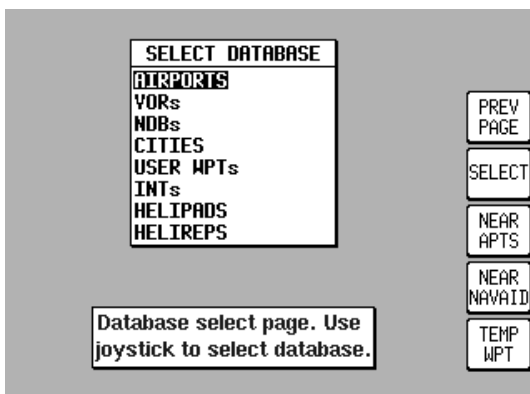 SELECT DATABASE
AIRPORTS
VORs
NDBs
CITIES
USER WPTs
INTs
HELIPADS
HELIREPS
Database select page. Use
joystick to select database.
PREV
PAGE
SELECT
NEAR
APTS
NEAR
NAVAID
TEMP
WPT